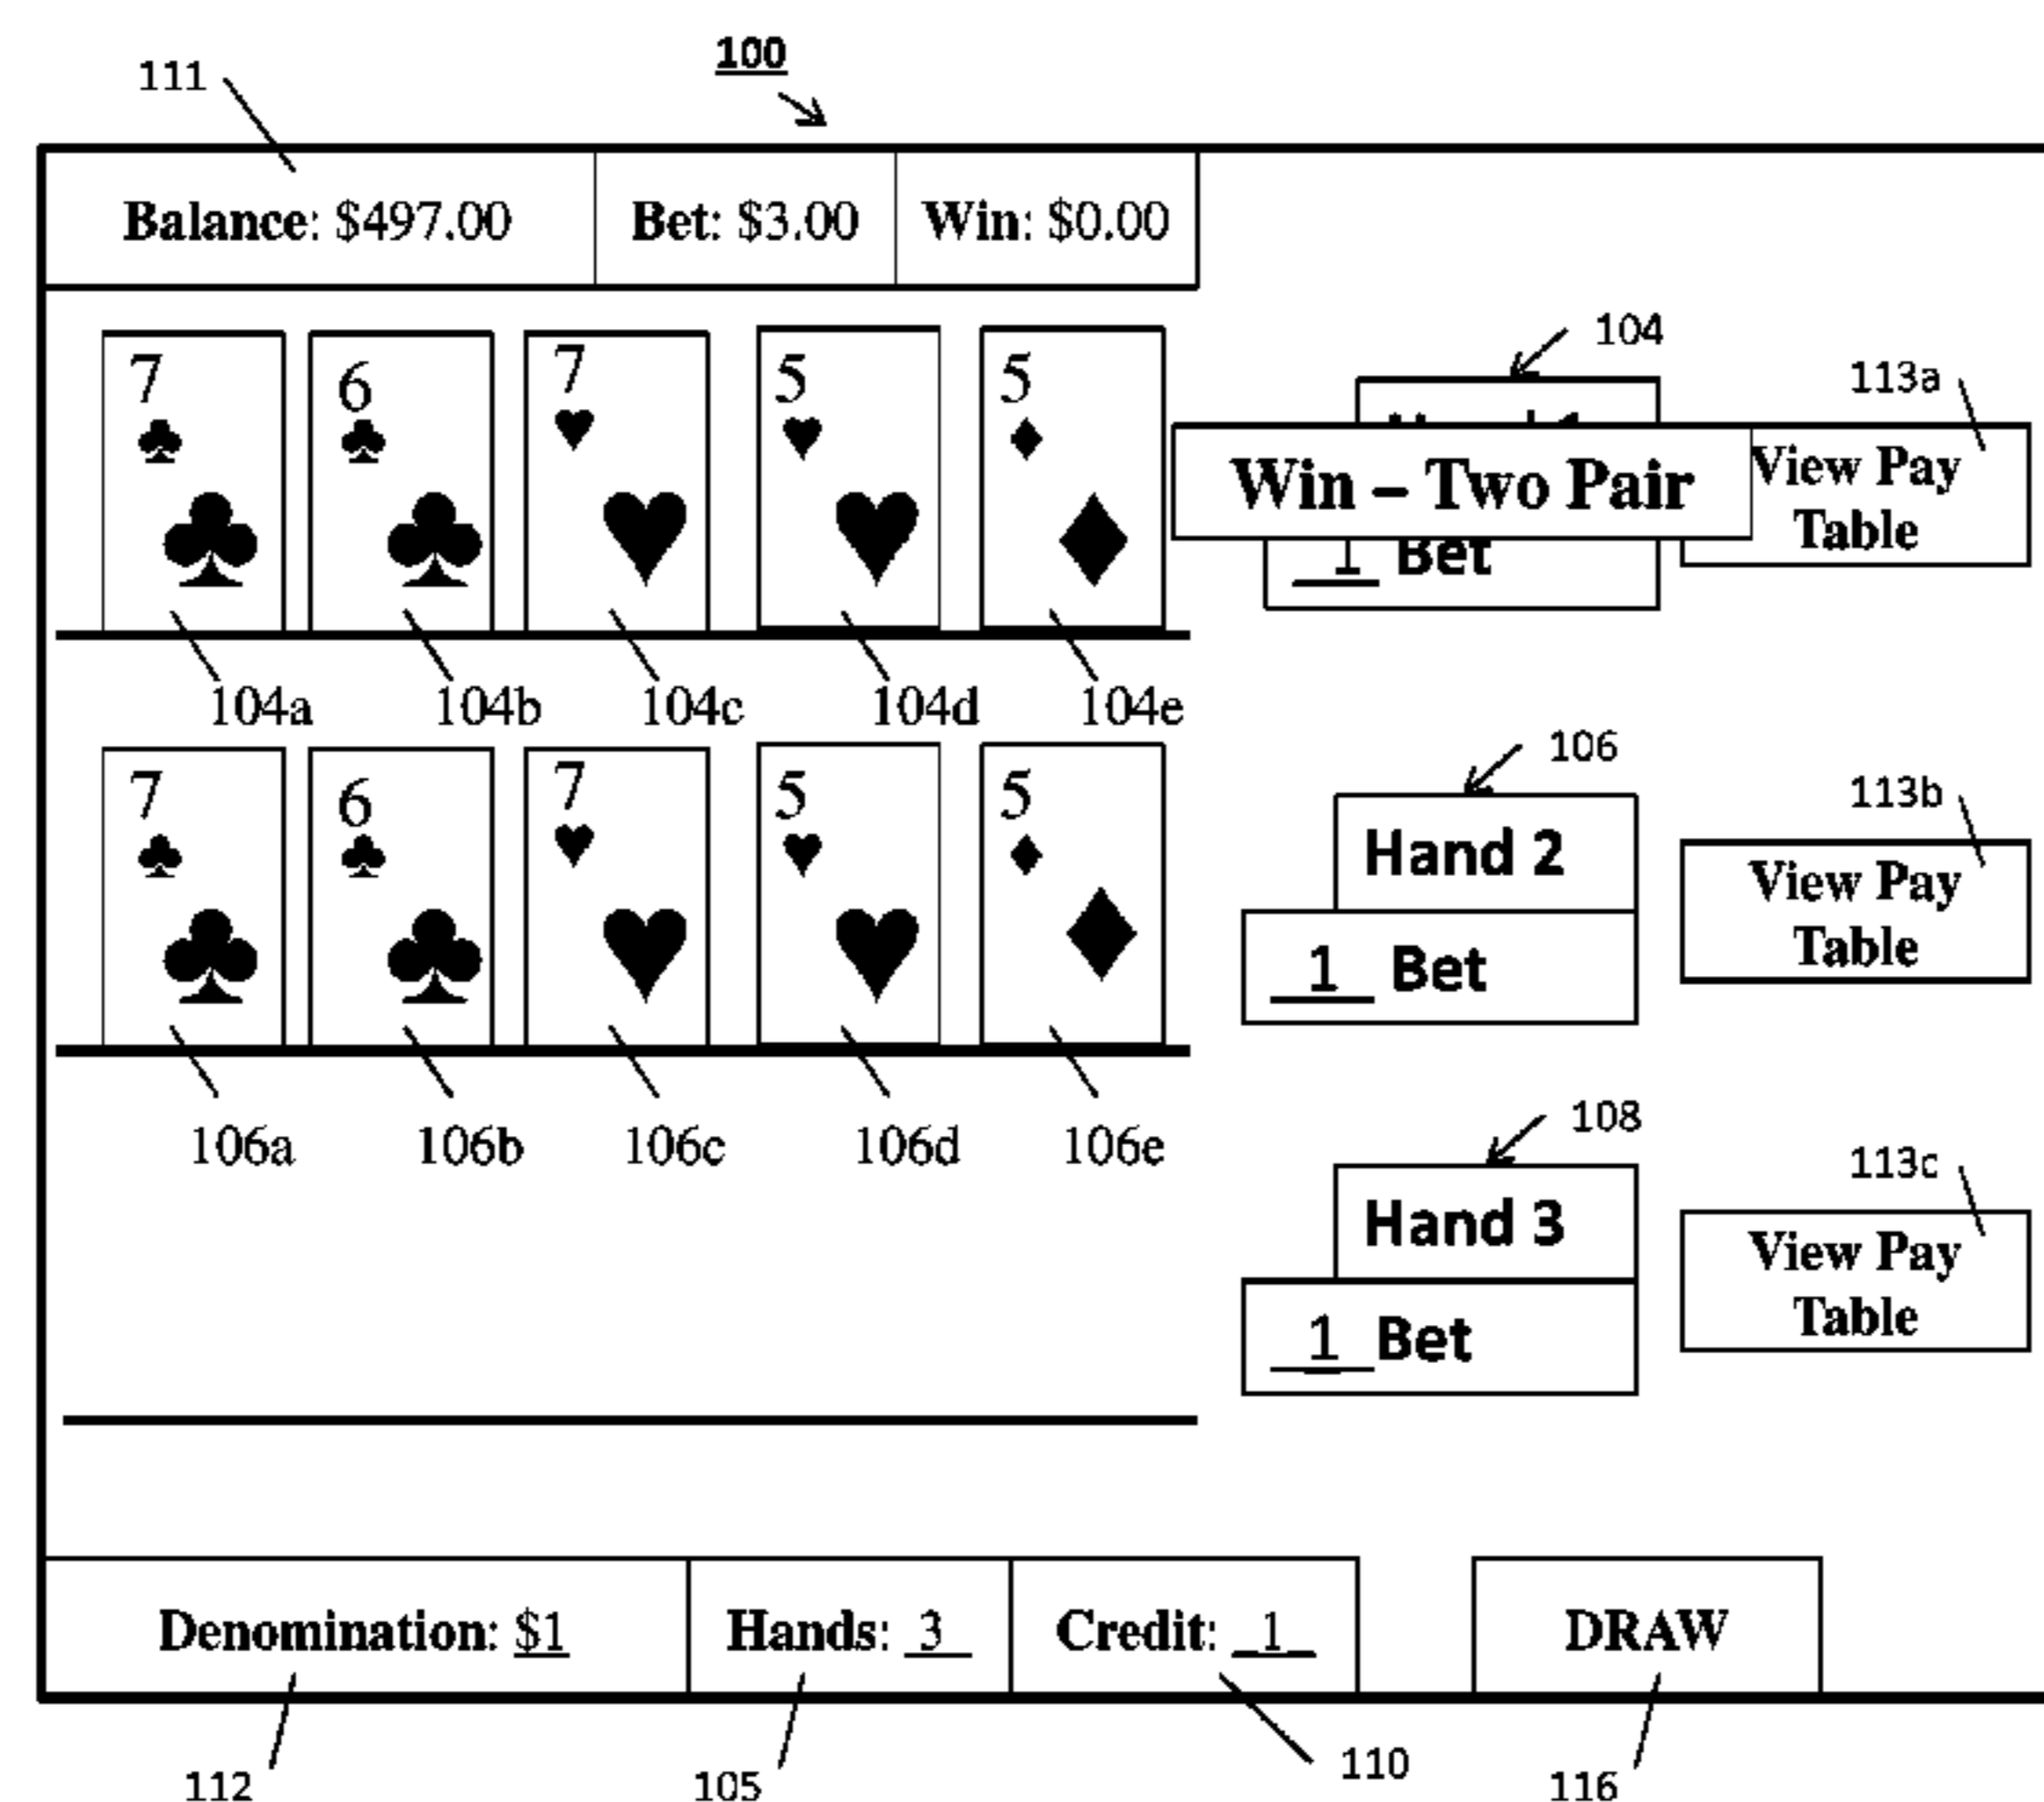 100
111
Balance: $497.00 Bet: $3.00 Win: $0.00
104
113a
7 6 7 5 5
Win – Two Pair
View Pay
Table
1 Bet
104a 104b 104c 104d 104e
106
113b
7 6 7 5 5
Hand 2
View Pay
Table
1 Bet
106a 106b 106c 106d 106e
108
113c
Hand 3
View Pay
Table
1 Bet
Denomination: $1 Hands: 3 Credit: 1 DRAW
112 105 110 116